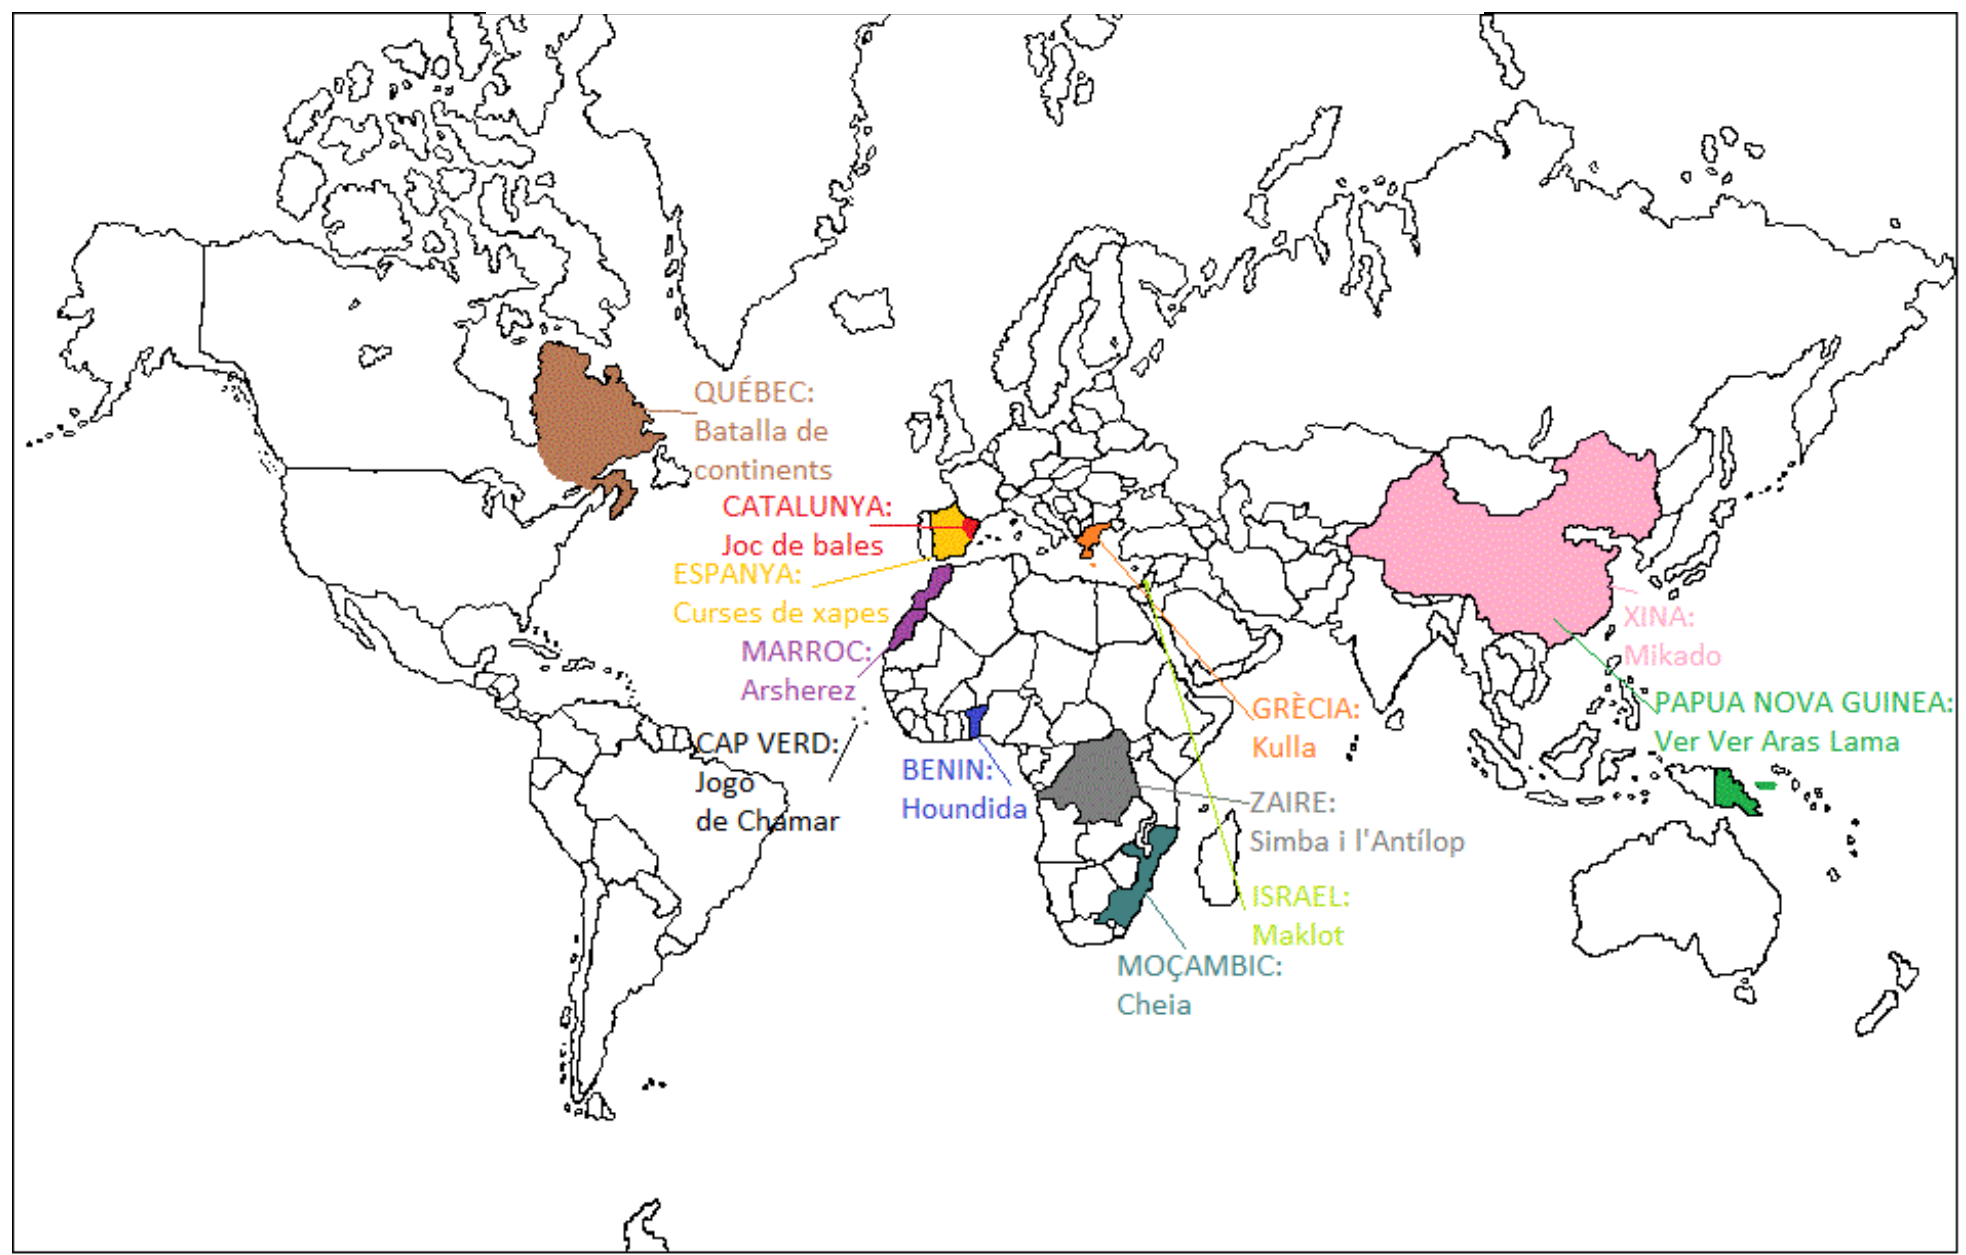 QUÉBEC:
Batalla de
continents
CATALUNYA:
Joc de bales
ESPANYA:
Curses de xapes
MARROC:
Arsherez
CAP VERD:
Jogo
de Chamar
BENIN:
Houndida
GRÈCIA:
Kulla
ZAIRE:
Simba i l'Antílop
ISRAEL:
Maklot
MOÇAMBIC:
Cheia
XINA:
Mikado
PAPUA NOVA GUINEA:
Ver Ver Aras Lama